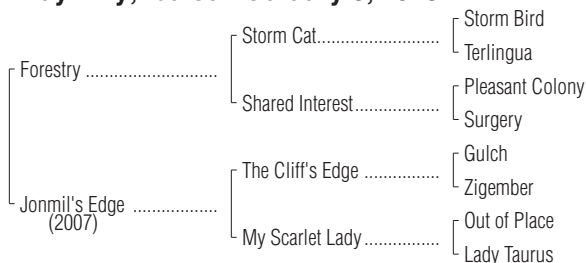 Forestry
Jonmil's Edge
(2007)
Storm Cat
Shared Interest
The Cliff's Edge
My Scarlet Lady
Storm Bird
Terlingua
Pleasant Colony
Surgery
Gulch
Zigember
Out of Place
Lady Taurus